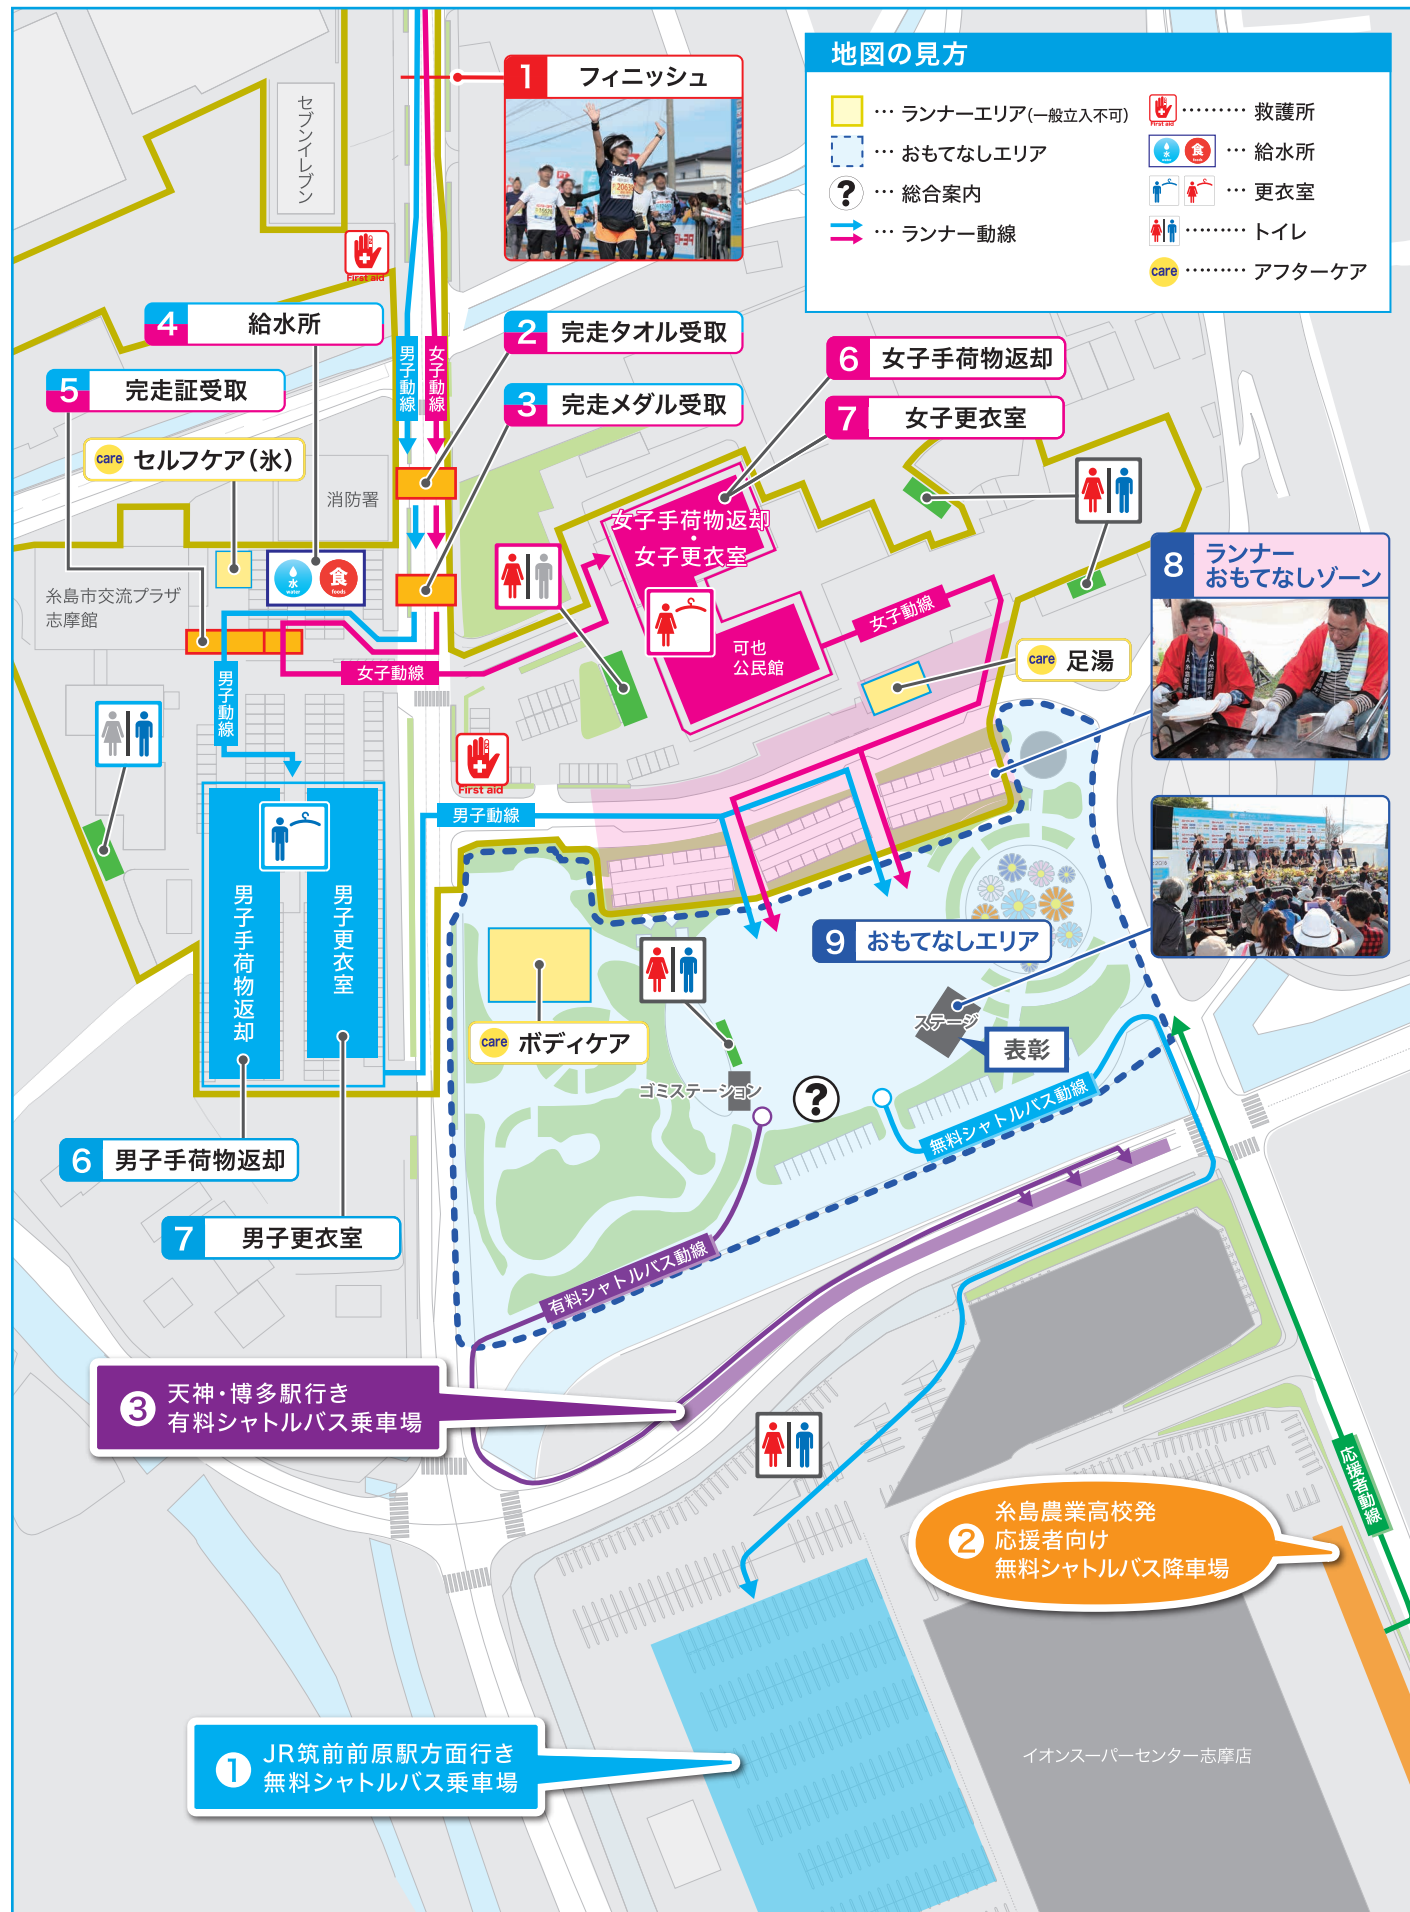 地図の見方
… ランナーエリア(一般立入不可)
… おもてなしエリア
? … 総合案内
… ランナー動線
First aid ……… 救護所
水 water 食 foods … 給水所
… 更衣室
……… トイレ
care ……… アフターケア
1 フィニッシュ
セブンイレブン
First aid
4 給水所
2 完走タオル受取
男子動線
女子動線
6 女子手荷物返却
5 完走証受取
3 完走メダル受取
7 女子更衣室
care セルフケア(氷)
消防署
女子手荷物返却
・
女子更衣室
8 ランナー
おもてなしゾーン
水 water 食 foods
糸島市交流プラザ
志摩館
女子動線
可也
公民館
care 足湯
女子動線
男子動線
First aid
男子動線
男子手荷物返却
男子更衣室
9 おもてなしエリア
ステージ
表彰
care ボディケア
ゴミステーション
?
無料シャトルバス動線
6 男子手荷物返却
7 男子更衣室
有料シャトルバス動線
3 天神・博多駅行き
有料シャトルバス乗車場
応援者動線
2 糸島農業高校発
応援者向け
無料シャトルバス降車場
1 JR筑前前原駅方面行き
無料シャトルバス乗車場
イオンスーパーセンター志摩店